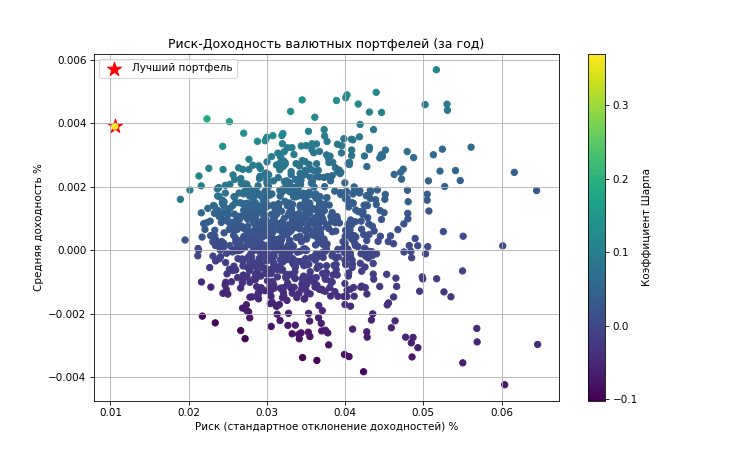 Риск-Доходность валютных портфелей (за год)
Лучший портфель
0.006
0.004
0.002
0.000
−0.002
−0.004
Средняя доходность %
0.01 0.02 0.03 0.04 0.05 0.06
Риск (стандартное отклонение доходностей) %
0.3
0.2
0.1
0.0
−0.1
Коэффициент Шарпа